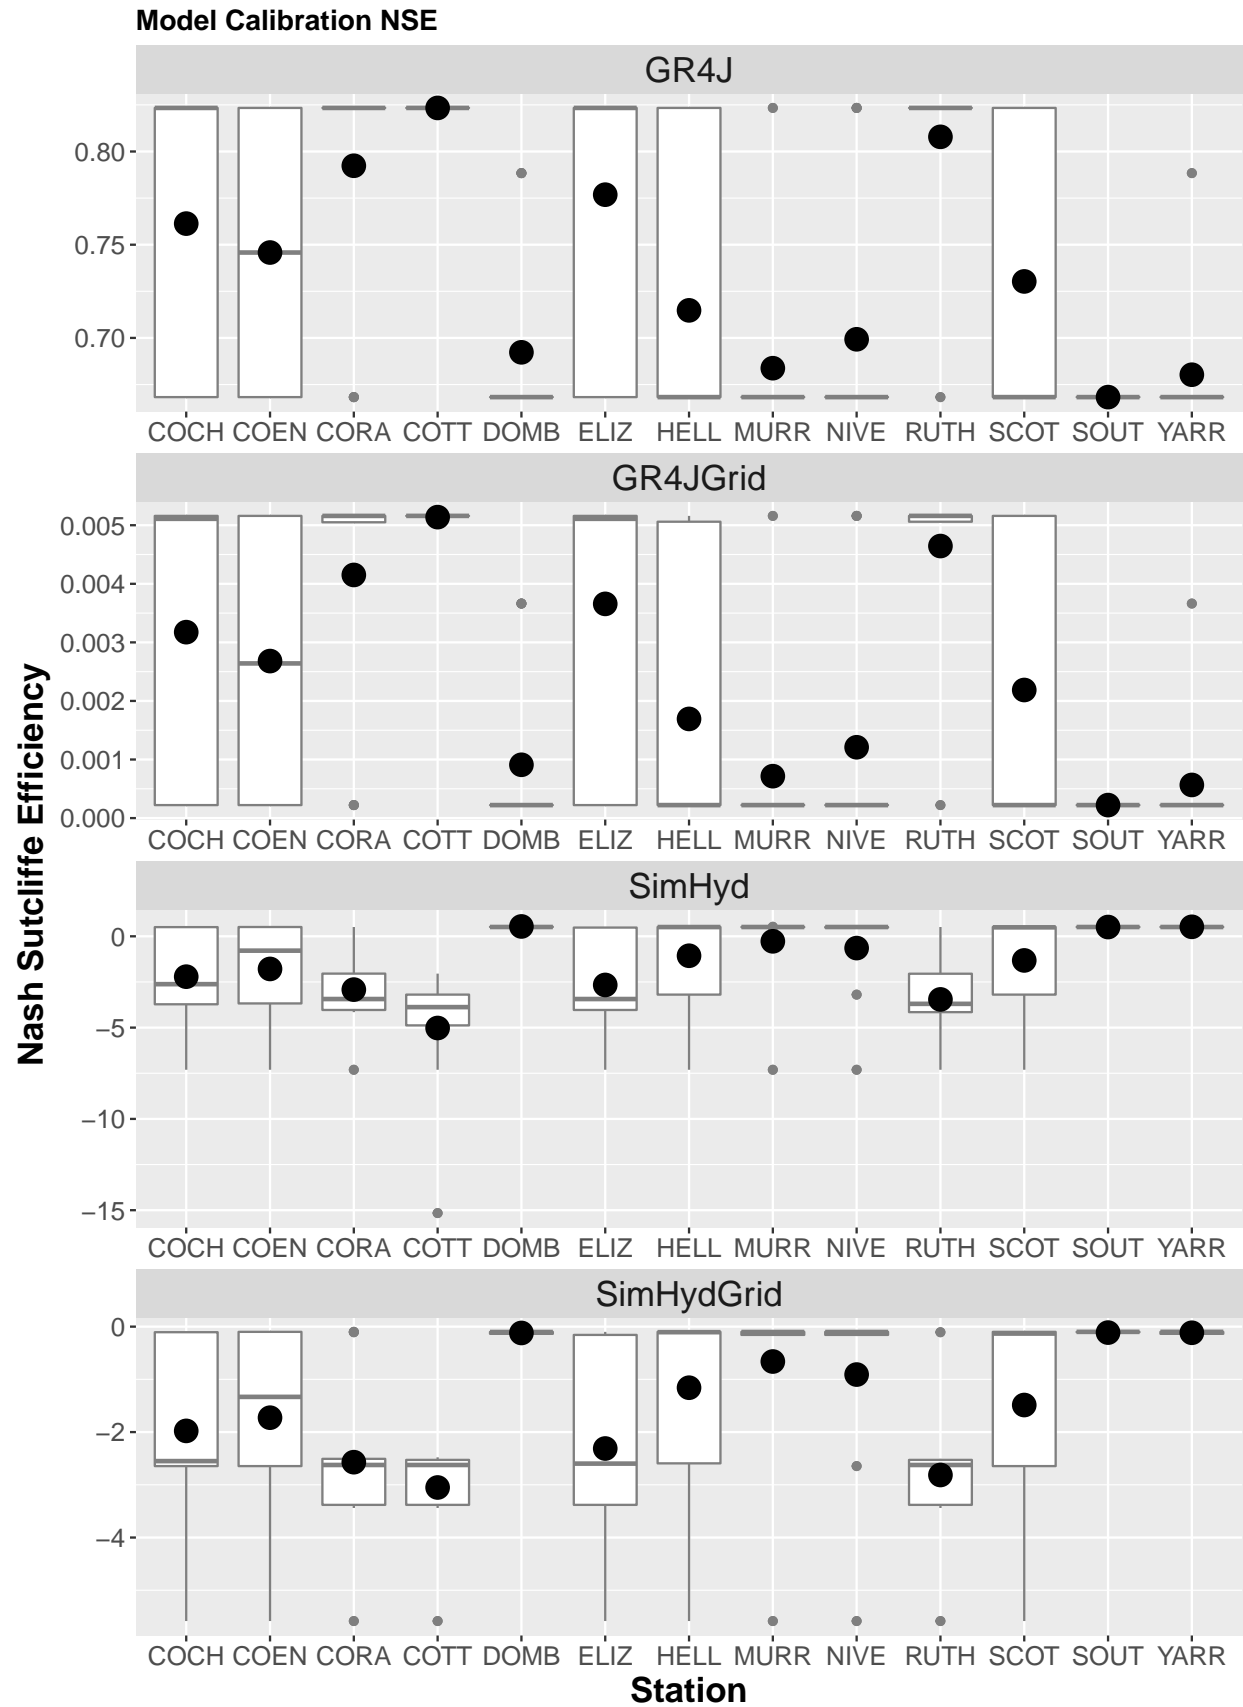 Model Calibration NSE
GR4J
0.80
0.75
0.70
COCH COEN CORA COTT DOMB ELIZ HELL MURR NIVE RUTH SCOT SOUT YARR
GR4JGrid
0.005
0.004
0.003
0.002
0.001
0.000
COCH COEN CORA COTT DOMB ELIZ HELL MURR NIVE RUTH SCOT SOUT YARR
Nash Sutcliffe Efficiency
SimHyd
0
−5
−10
−15
COCH COEN CORA COTT DOMB ELIZ HELL MURR NIVE RUTH SCOT SOUT YARR
SimHydGrid
0
−2
−4
COCH COEN CORA COTT DOMB ELIZ HELL MURR NIVE RUTH SCOT SOUT YARR
Station